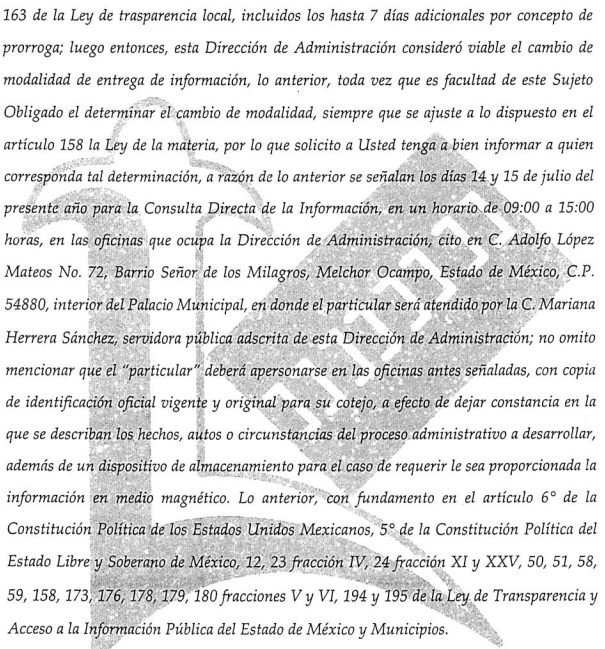 163 de la Ley de trasparencia local, incluidos los hasta 7 días adicionales por concepto de
prorroga; luego entonces, esta Dirección de Administración consideró viable el cambio de
modalidad de entrega de información, lo anterior, toda vez que es facultad de este Sujeto
Obligado el determinar el cambio de modalidad, siempre que se ajuste a lo dispuesto en el
artículo 158 la Ley de la materia, por lo que solicito a Usted tenga a bien informar a quien
corresponda tal determinación, a razón de lo anterior se señalan los días 14 y 15 de julio del
presente año para la Consulta Directa de la Información, en un horario de 09:00 a 15:00
horas, en las oficinas que ocupa la Dirección de Administración, cito en C. Adolfo López
Mateos No. 72, Barrio Señor de los Milagros, Melchor Ocampo, Estado de México, C.P.
54880, interior del Palacio Municipal, en donde el particular será atendido por la C. Mariana
Herrera Sánchez, servidora pública adscrita de esta Dirección de Administración; no omito
mencionar que el "particular" deberá apersonarse en las oficinas antes señaladas, con copia
de identificación oficial vigente y original para su cotejo, a efecto de dejar constancia en la
que se describan los hechos, autos o circunstancias del proceso administrativo a desarrollar,
además de un dispositivo de almacenamiento para el caso de requerir le sea proporcionada la
información en medio magnético. Lo anterior, con fundamento en el artículo 6° de la
Constitución Política de los Estados Unidos Mexicanos, 5° de la Constitución Política del
Estado Libre y Soberano de México, 12, 23 fracción IV, 24 fracción XI y XXV, 50, 51, 58,
59, 158, 173, 176, 178, 179, 180 fracciones V y VI, 194 y 195 de la Ley de Transparencia y
Acceso a la Información Pública del Estado de México y Municipios.